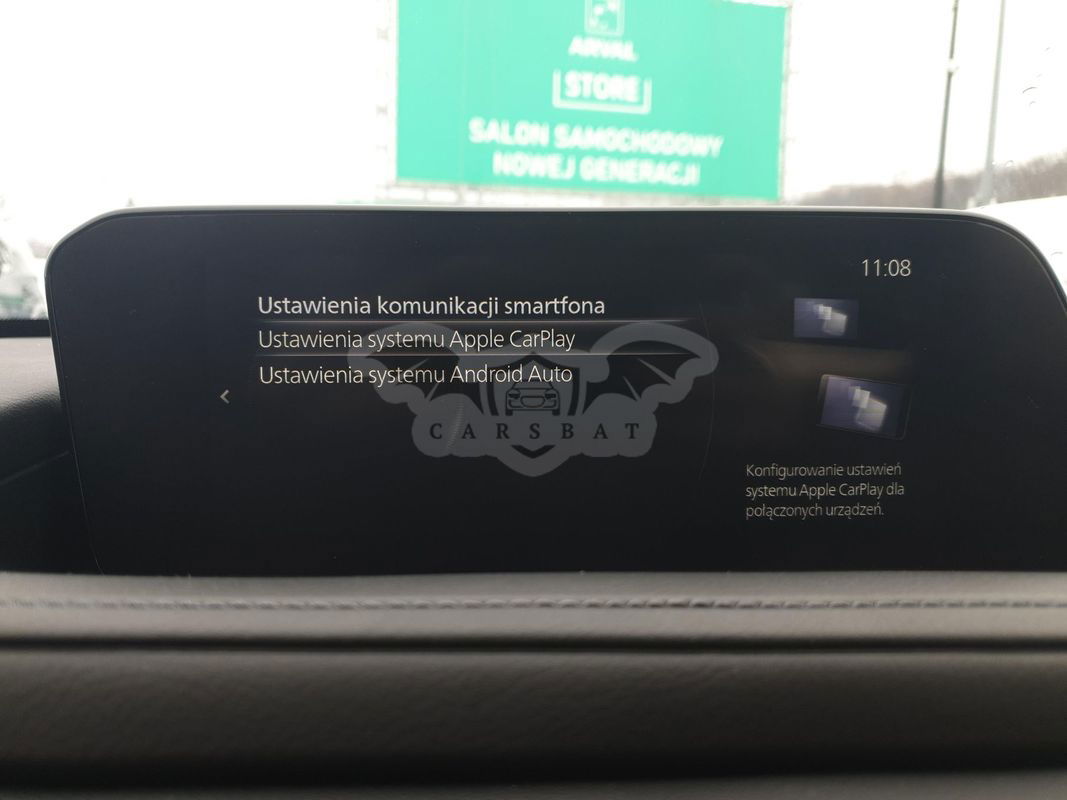 ARVAL
STORE
SALON SAMOCHODOWY
NOWEJ GENERACJI
11:08
Ustawienia komunikacji smartfona
Ustawienia systemu Apple CarPlay
Ustawienia systemu Android Auto
CARSBAT
Konfigurowanie ustawień
systemu Apple CarPlay dla
połączonych urządzeń.